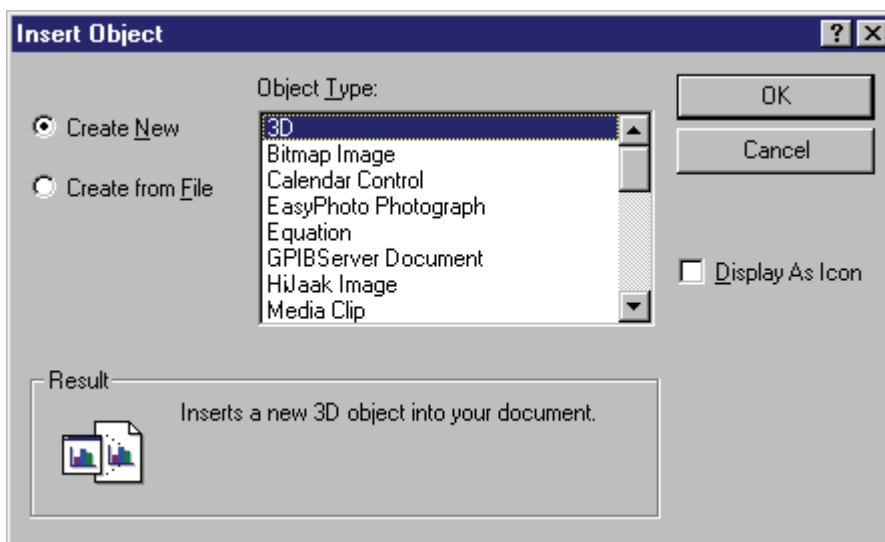 Insert Object
Object Type:
Create New
Create from File
3D
Bitmap Image
Calendar Control
EasyPhoto Photograph
Equation
GPIBServer Document
HiJaak Image
Media Clip
OK
Cancel
Display As Icon
Result
Inserts a new 3D object into your document.